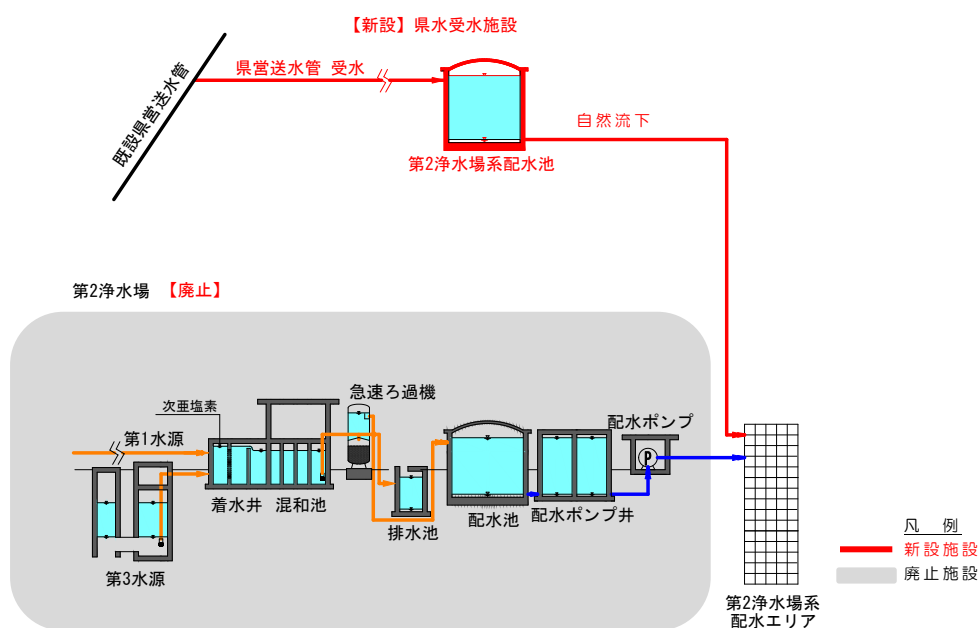 【新設】県水受水施設
県営送水管 受水
既設県営送水管
自然流下
第2浄水場系配水池
第2浄水場 【廃止】
急速ろ過機
次亜塩素
配水ポンプ
第1水源
P
着水井 混和池
配水池
配水ポンプ井
排水池
第3水源
凡 例
新設施設
廃止施設
第2浄水場系
配水エリア